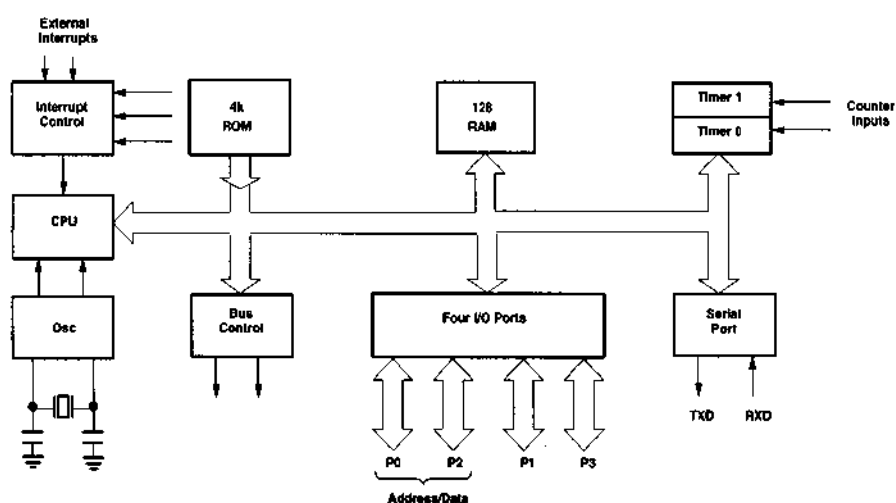 External
Interrupts
Interrupt
Control
4k
ROM
128
RAM
Timer 1
Timer 0
Counter
Inputs
CPU
Osc
Bus
Control
Four I/O Ports
Serial
Port
TXD RXD
P0 P2 P1 P3
Address/Data